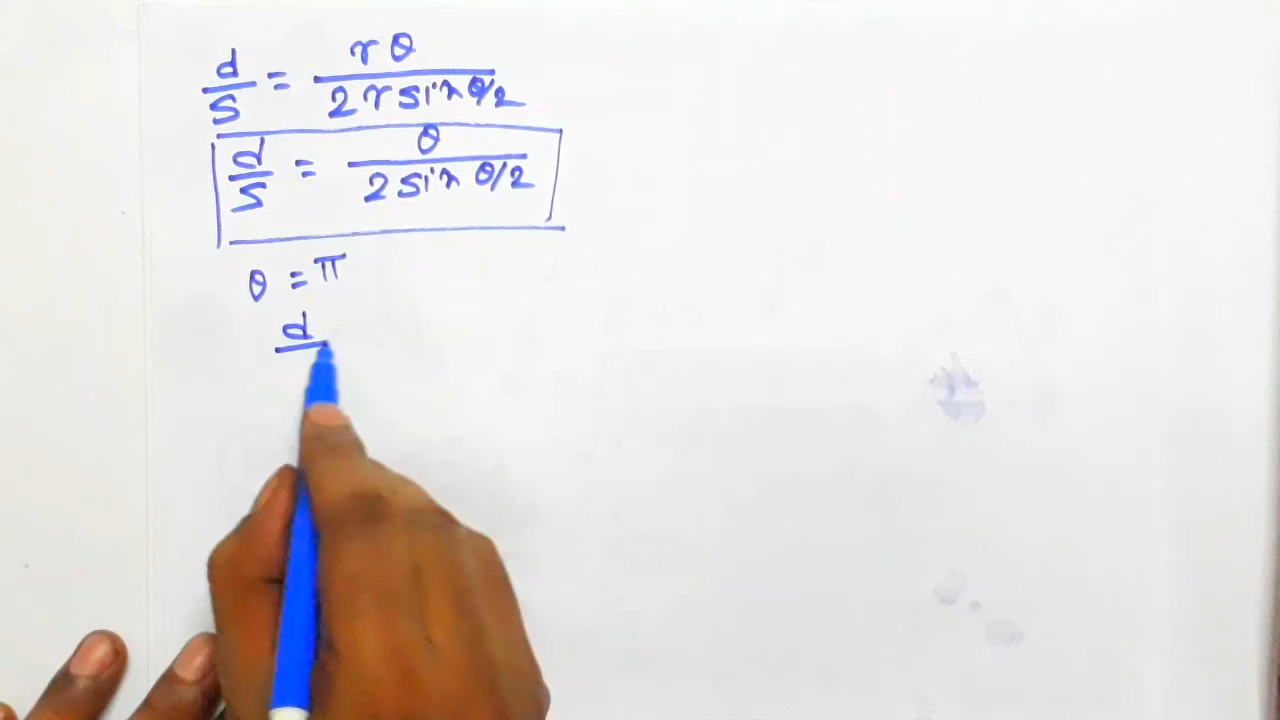 d/S = rθ / 2r sin θ/2
d/S = θ / 2 sin θ/2
θ = π
d